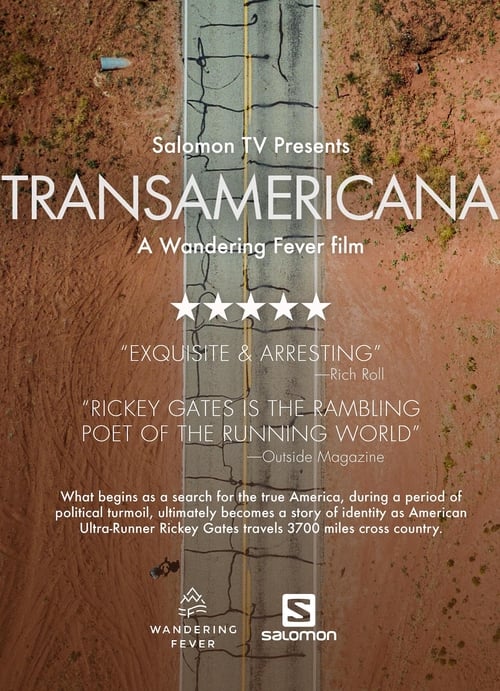 Salomon TV Presents
TRANSAMERICANA
A Wandering Fever film
“EXQUISITE & ARRESTING”
—Rich Roll
“RICKEY GATES IS THE RAMBLING
POET OF THE RUNNING WORLD”
—Outside Magazine
What begins as a search for the true America, during a period of
political turmoil, ultimately becomes a story of identity as American
Ultra-Runner Rickey Gates travels 3700 miles cross country.
WANDERING
FEVER
S
SALOMON